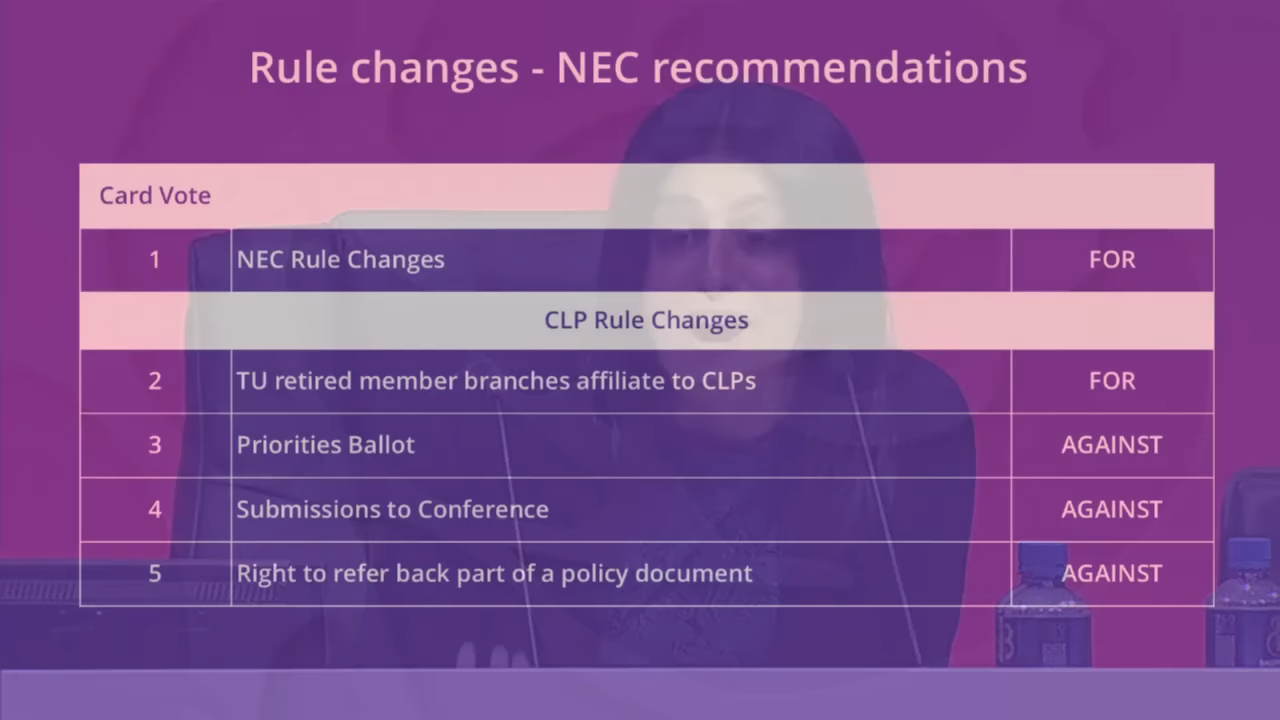 Rule changes - NEC recommendations
Card Vote
1 NEC Rule Changes FOR
CLP Rule Changes
2 TU retired member branches affiliate to CLPs FOR
3 Priorities Ballot AGAINST
4 Submissions to Conference AGAINST
5 Right to refer back part of a policy document AGAINST